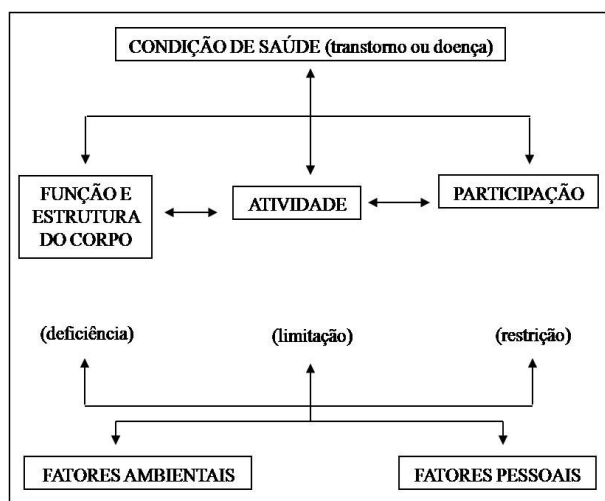 CONDIÇÃO DE SAÚDE (transtorno ou doença)
FUNÇÃO E
ESTRUTURA
DO CORPO
ATIVIDADE
PARTICIPAÇÃO
(deficiência)
(limitação)
(restrição)
FATORES AMBIENTAIS
FATORES PESSOAIS